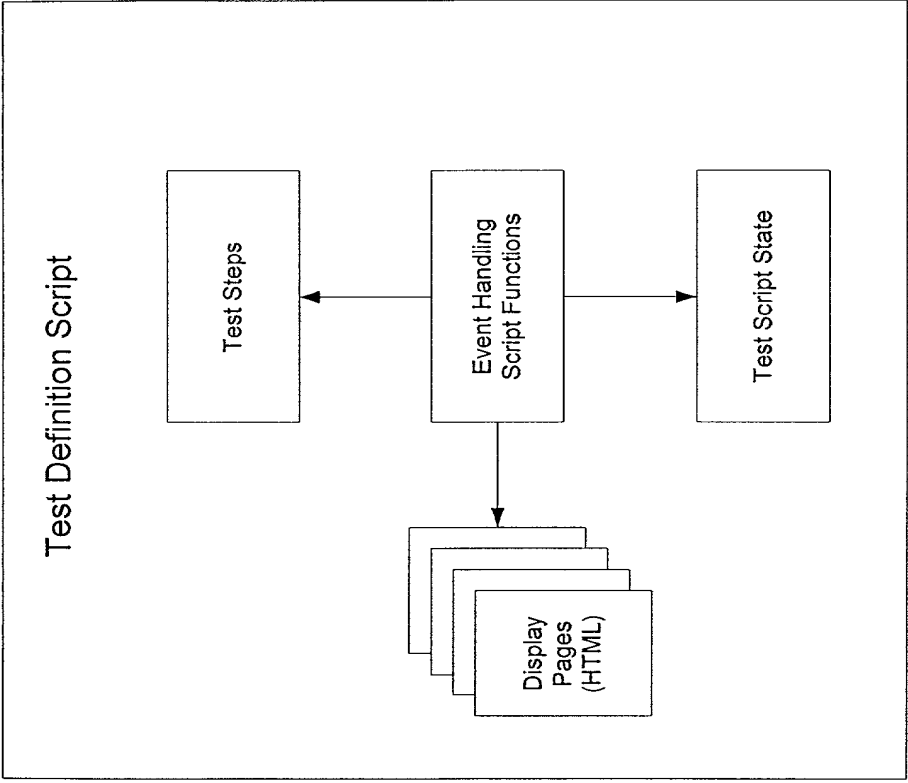 Test Definition Script
Test Steps
Event Handling
Script Functions
Test Script State
Display
Pages
(HTML)